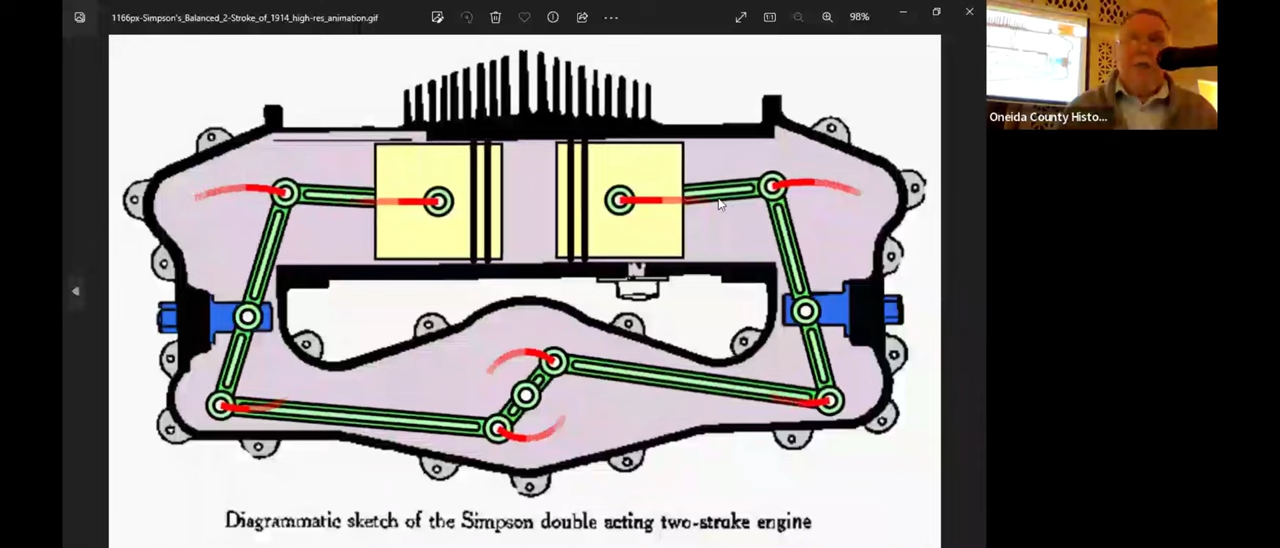 1166px-Simpson's_Balanced_2-Stroke_of_1914_high-res_animation.gif
98%
Oneida County Histo...
Diagrammatic sketch of the Simpson double acting two-stroke engine